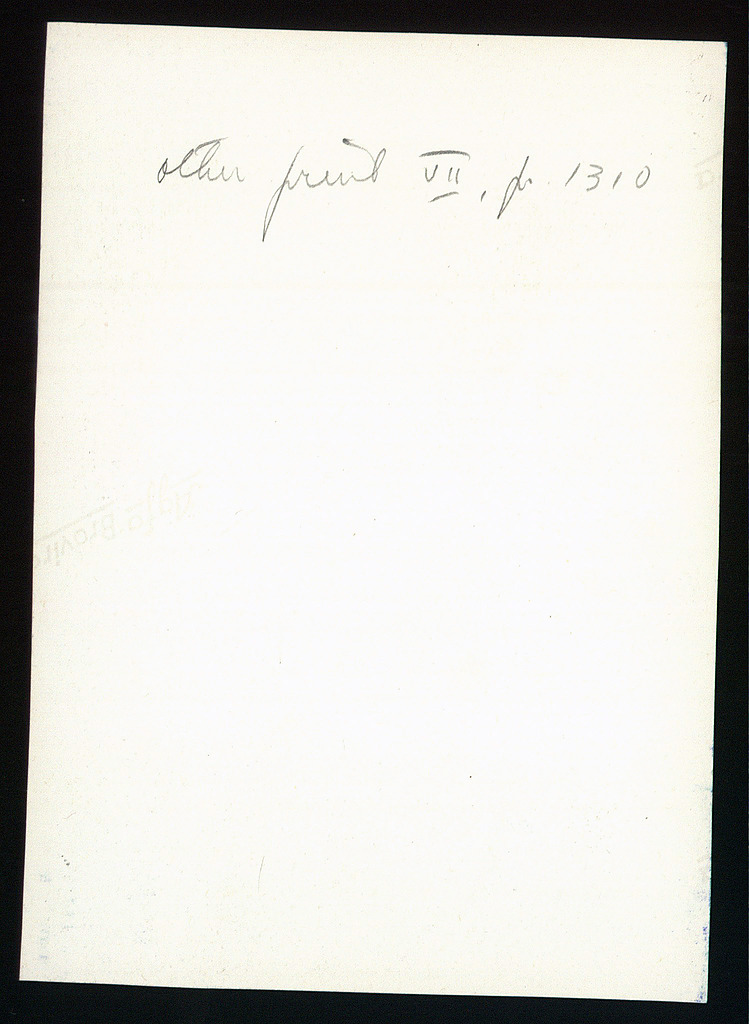 other print VII, p. 1310